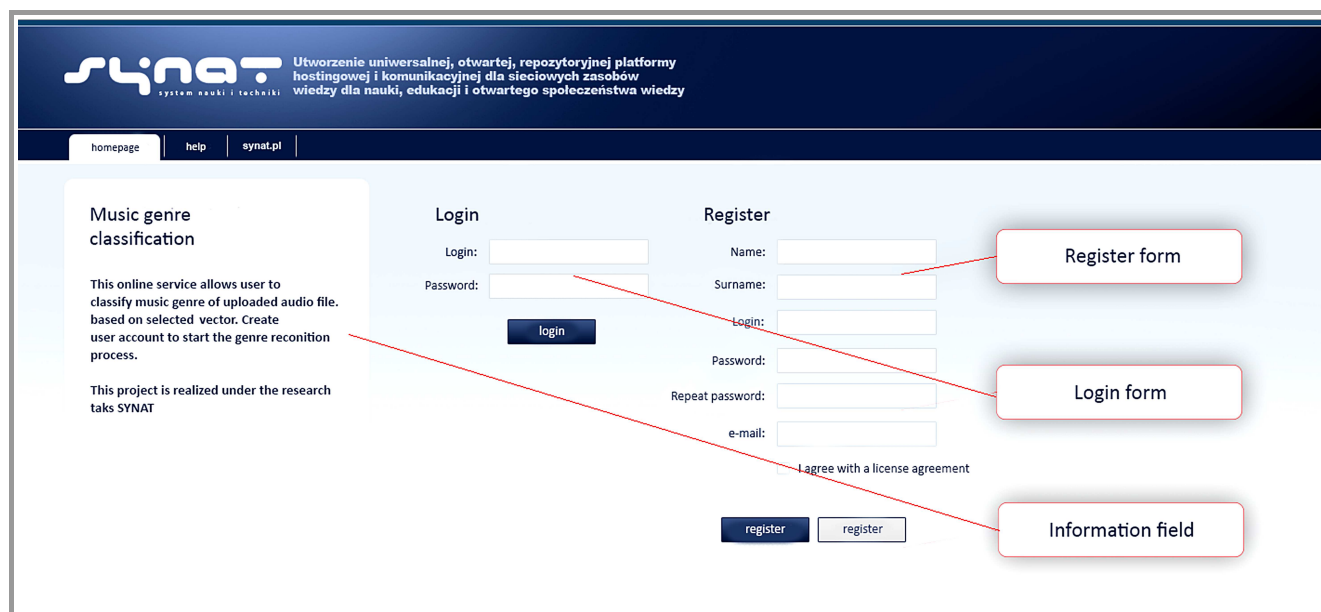 synat
system nauki i techniki
Utworzenie uniwersalnej, otwartej, repozytoryjnej platformy
hostingowej i komunikacyjnej dla sieciowych zasobów
wiedzy dla nauki, edukacji i otwartego społeczeństwa wiedzy
homepage
help
synat.pl
Music genre
classification
This online service allows user to
classify music genre of uploaded audio file.
based on selected vector. Create
user account to start the genre reconition
process.
This project is realized under the research
taks SYNAT
Login
Login:
Password:
login
Register
Name:
Surname:
Login:
Password:
Repeat password:
e-mail:
I agree with a license agreement
register
register
Register form
Login form
Information field